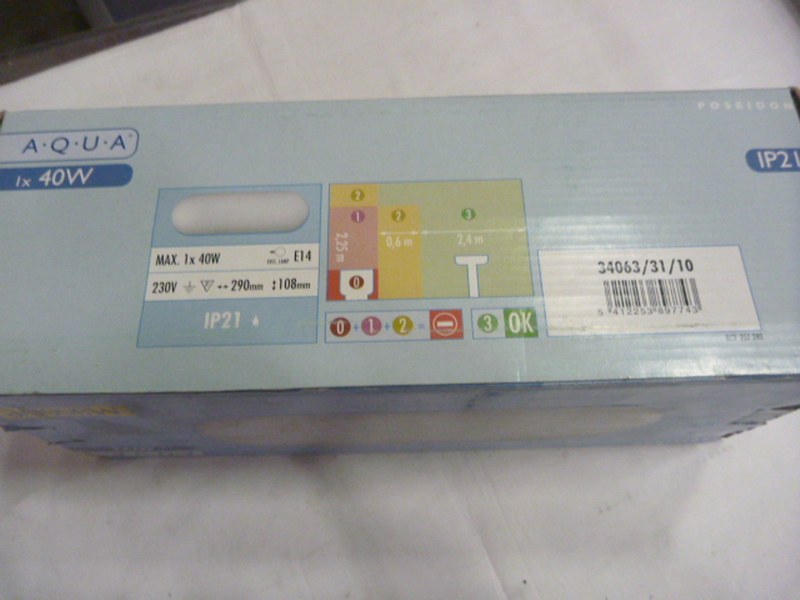 POSEIDON
A·Q·U·A®
1x 40W
IP21
MAX. 1x 40W E14
230V ↔ 290mm ↕ 108mm
IP21
2
1 2 3
2,25 m 0,6 m 2,4 m
0
0 + 1 + 2 =
3 OK
34063/31/10
5 412253 697743